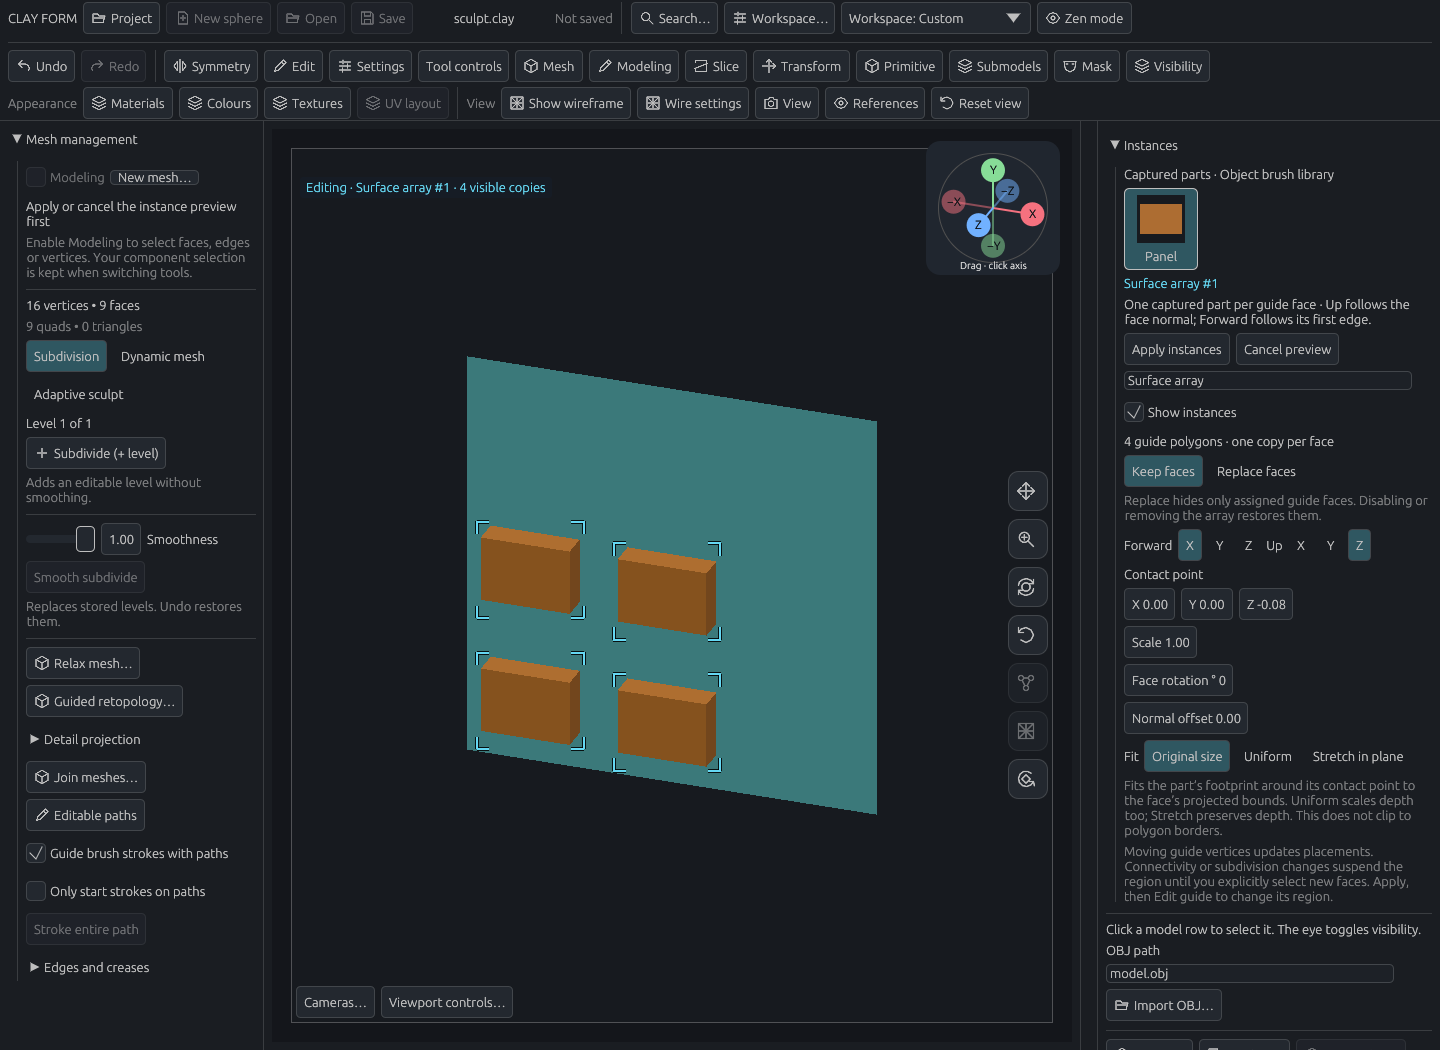 CLAY FORM Project New sphere Open Save sculpt.clay Not saved Search... Workspace... Workspace: Custom Zen mode
Undo Redo Symmetry Edit Settings Tool controls Mesh Modeling Slice Transform Primitive Submodels Mask Visibility
Appearance Materials Colours Textures UV layout View Show wireframe Wire settings View References Reset view
Mesh management
Modeling New mesh...
Apply or cancel the instance preview
first
Enable Modeling to select faces, edges
or vertices. Your component selection
is kept when switching tools.
16 vertices • 9 faces
9 quads • 0 triangles
Subdivision Dynamic mesh
Adaptive sculpt
Level 1 of 1
Subdivide (+ level)
Adds an editable level without
smoothing.
1.00 Smoothness
Smooth subdivide
Replaces stored levels. Undo restores
them.
Relax mesh...
Guided retopology...
Detail projection
Join meshes...
Editable paths
Guide brush strokes with paths
Only start strokes on paths
Stroke entire path
Edges and creases
Editing · Surface array #1 · 4 visible copies
Y
-Z
-X
X
Z
-Y
Drag · click axis
Cameras... Viewport controls...
Instances
Captured parts · Object brush library
Panel
Surface array #1
One captured part per guide face · Up follows the
face normal; Forward follows its first edge.
Apply instances Cancel preview
Surface array
Show instances
4 guide polygons · one copy per face
Keep faces Replace faces
Replace hides only assigned guide faces. Disabling or
removing the array restores them.
Forward X Y Z Up X Y Z
Contact point
X 0.00 Y 0.00 Z -0.08
Scale 1.00
Face rotation ° 0
Normal offset 0.00
Fit Original size Uniform Stretch in plane
Fits the part's footprint around its contact point to
the face's projected bounds. Uniform scales depth
too; Stretch preserves depth. This does not clip to
polygon borders.
Moving guide vertices updates placements.
Connectivity or subdivision changes suspend the
region until you explicitly select new faces. Apply,
then Edit guide to change its region.
Click a model row to select it. The eye toggles visibility.
OBJ path
model.obj
Import OBJ...